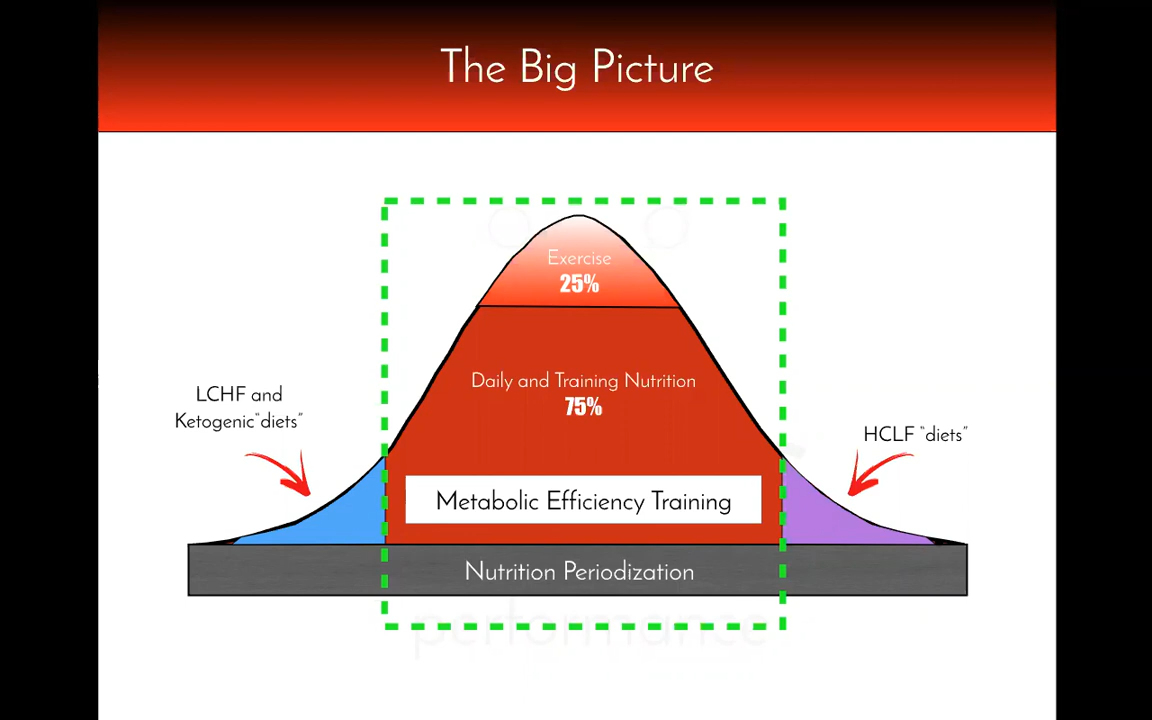 The Big Picture
Exercise
25%
Daily and Training Nutrition
75%
LCHF and
Ketogenic "diets"
HCLF "diets"
Metabolic Efficiency Training
Nutrition Periodization
performance